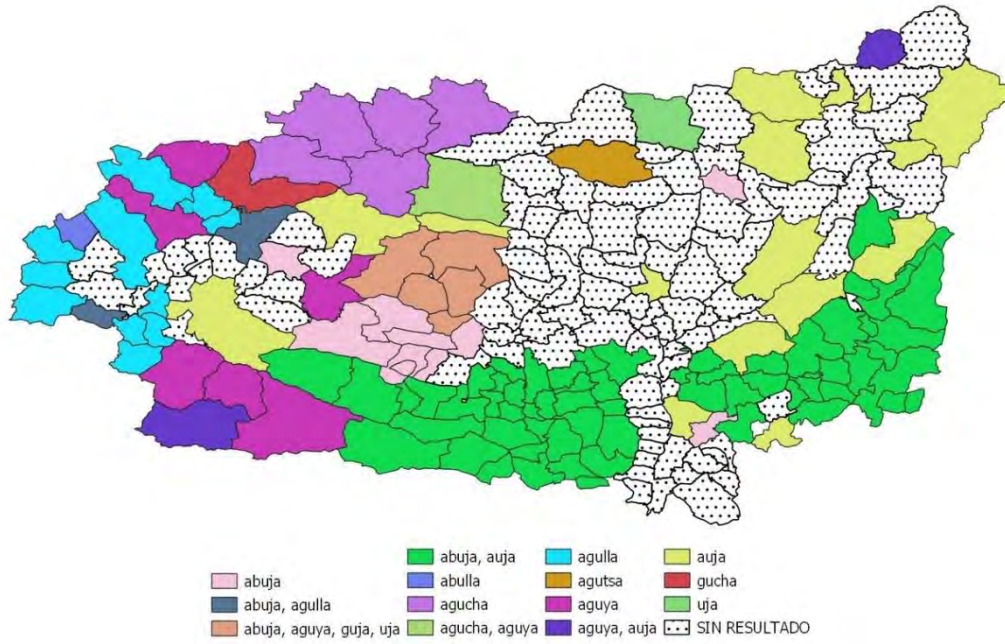 abuja, auja agulla auja
abuja abulla agutsa gucha
abuja, agulla agucha aguya uja
abuja, aguya, guja, uja agucha, aguya aguya, auja SIN RESULTADO